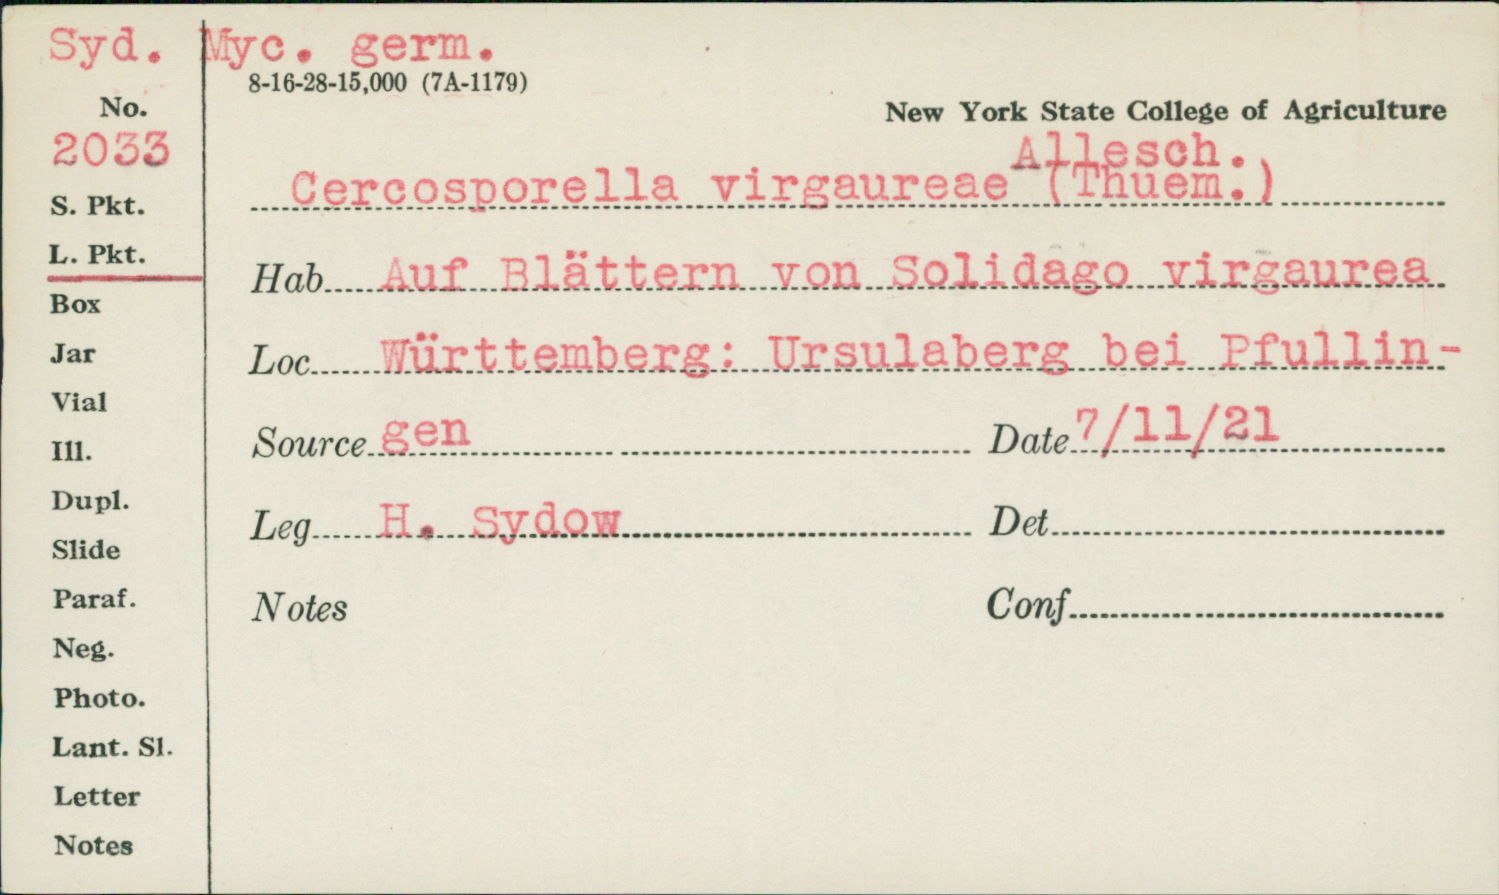 Syd. Myc. germ.
8-16-28-15,000 (7A-1179)
No.
New York State College of Agriculture
2033
Allesch.
Cercosporella virgaureae (Thuem.)
S. Pkt.
L. Pkt.
Hab Auf Blättern von Solidago virgaurea
Box
Jar
Loc Württemberg: Ursulaberg bei Pfullin-
Vial
Source gen Date 7/11/21
Ill.
Dupl.
Leg H. Sydow Det
Slide
Paraf.
Notes Conf
Neg.
Photo.
Lant. Sl.
Letter
Notes